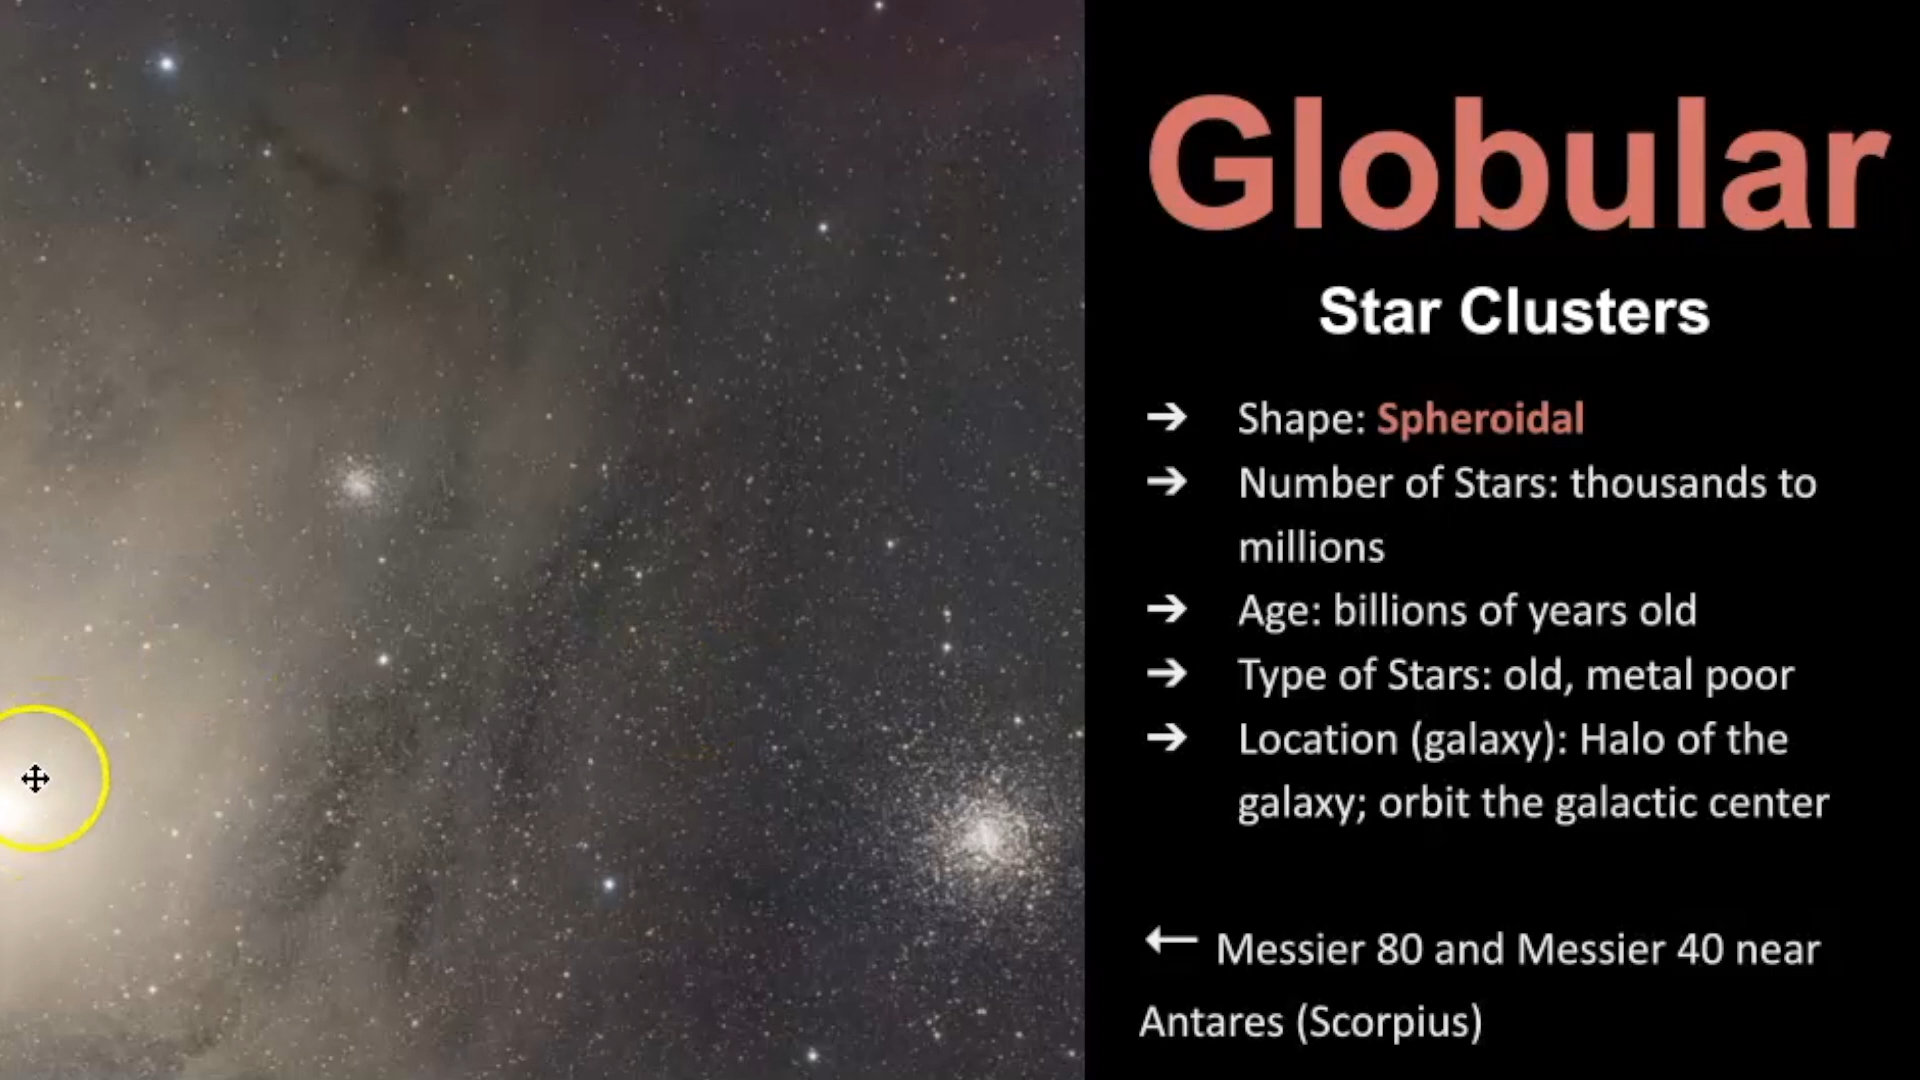 Globular
Star Clusters
➔ Shape: Spheroidal
➔ Number of Stars: thousands to
millions
➔ Age: billions of years old
➔ Type of Stars: old, metal poor
➔ Location (galaxy): Halo of the
galaxy; orbit the galactic center
← Messier 80 and Messier 40 near
Antares (Scorpius)